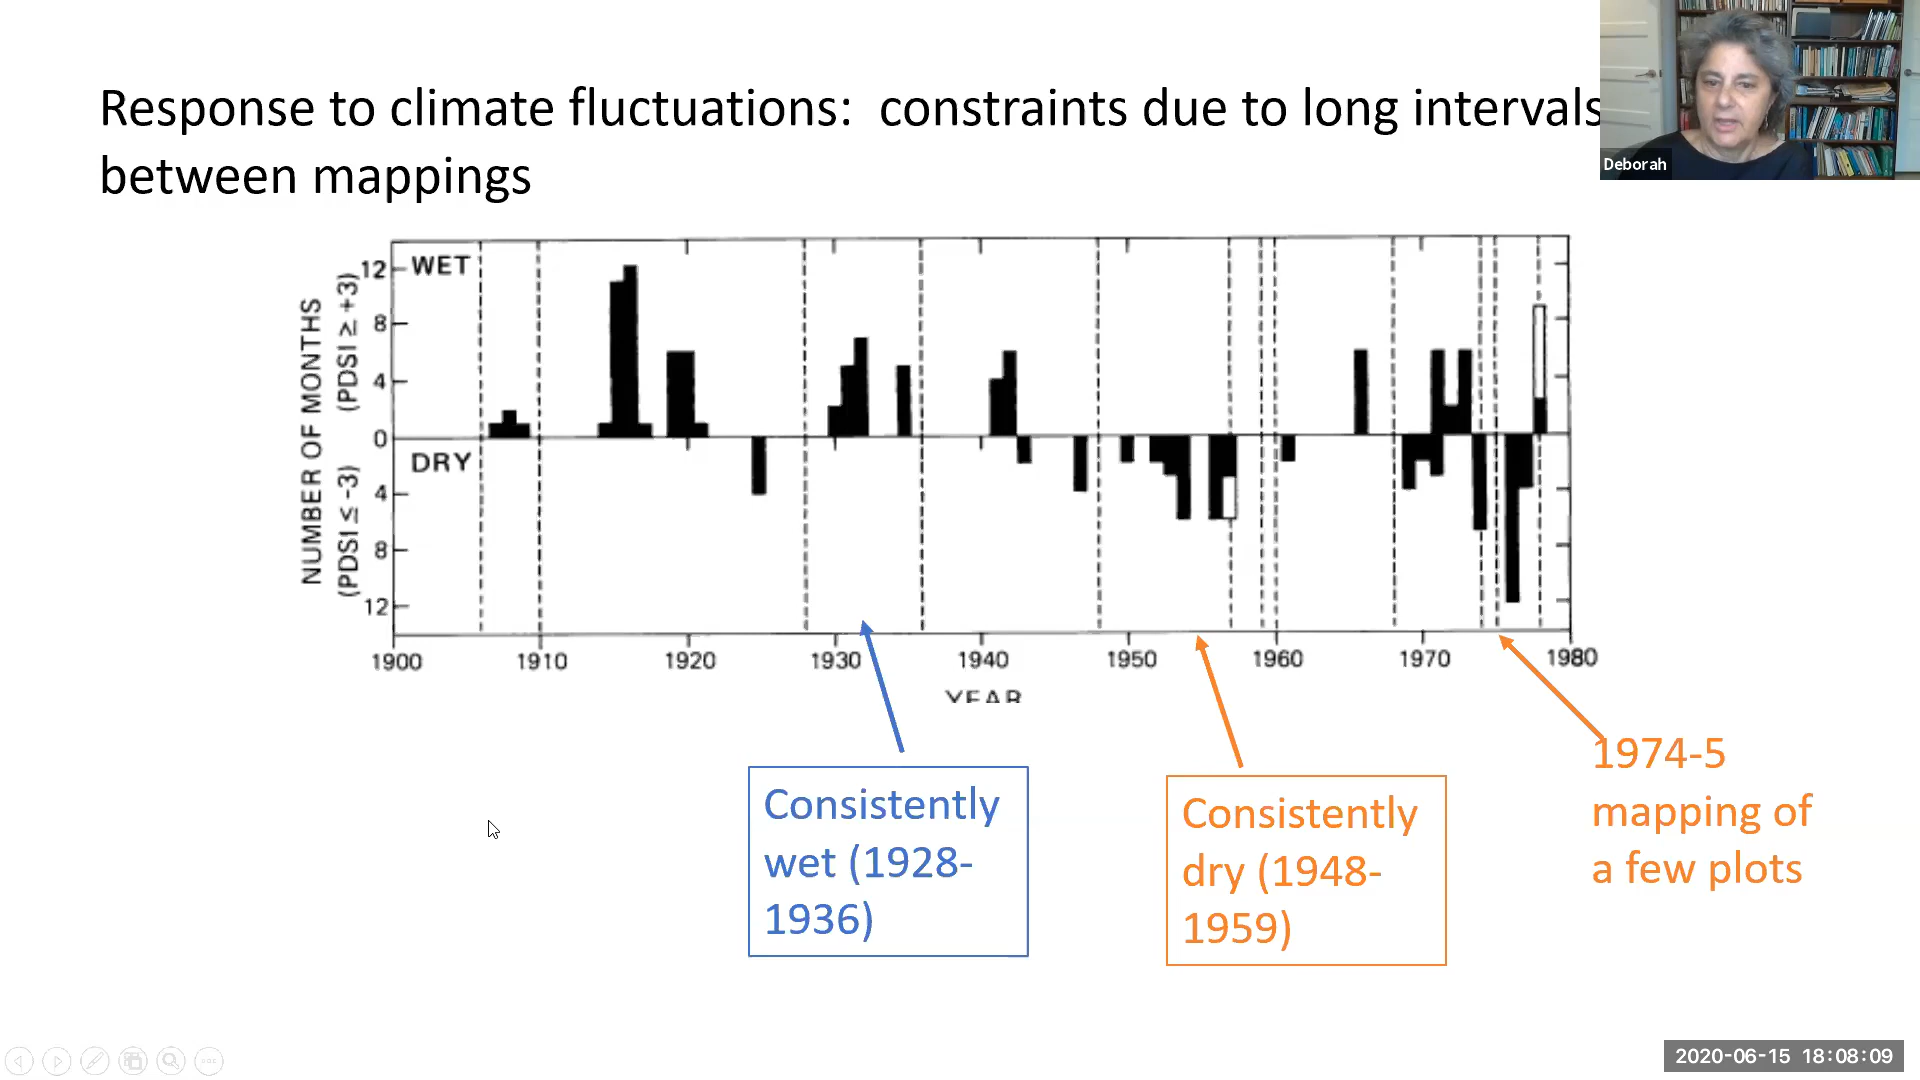 Response to climate fluctuations: constraints due to long intervals
between mappings
Deborah
NUMBER OF MONTHS
(PDSI ≤ -3) (PDSI ≥ +3)
12
WET
8
4
0
DRY
4
8
12
1900 1910 1920 1930 1940 1950 1960 1970 1980
YEAR
Consistently
wet (1928-
1936)
Consistently
dry (1948-
1959)
1974-5
mapping of
a few plots
2020-06-15 18:08:09